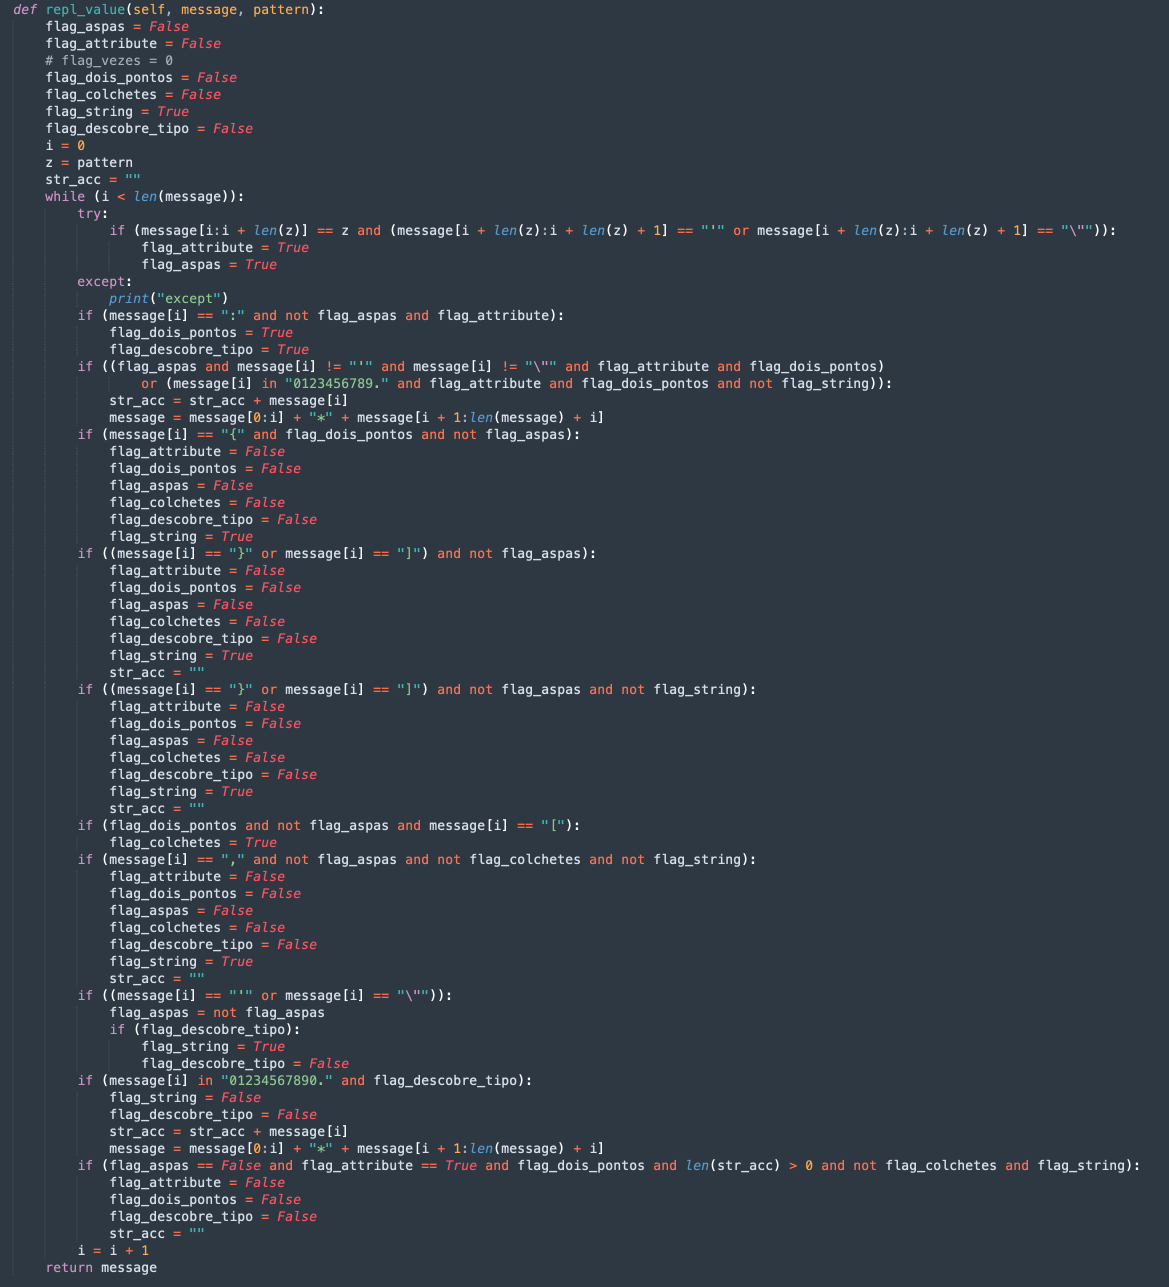 def repl_value(self, message, pattern):
    flag_aspas = False
    flag_attribute = False
    # flag_vezes = 0
    flag_dois_pontos = False
    flag_colchetes = False
    flag_string = True
    flag_descobre_tipo = False
    i = 0
    z = pattern
    str_acc = ""
    while (i < len(message)):
        try:
            if (message[i:i + len(z)] == z and (message[i + len(z):i + len(z) + 1] == "'" or message[i + len(z):i + len(z) + 1] == "\"")):
                flag_attribute = True
                flag_aspas = True
        except:
            print("except")
        if (message[i] == ":" and not flag_aspas and flag_attribute):
            flag_dois_pontos = True
            flag_descobre_tipo = True
        if ((flag_aspas and message[i] != "'" and message[i] != "\"" and flag_attribute and flag_dois_pontos)
                or (message[i] in "0123456789." and flag_attribute and flag_dois_pontos and not flag_string)):
            str_acc = str_acc + message[i]
            message = message[0:i] + "*" + message[i + 1:len(message) + i]
        if (message[i] == "{" and flag_dois_pontos and not flag_aspas):
            flag_attribute = False
            flag_dois_pontos = False
            flag_aspas = False
            flag_colchetes = False
            flag_descobre_tipo = False
            flag_string = True
        if ((message[i] == "}" or message[i] == "]") and not flag_aspas):
            flag_attribute = False
            flag_dois_pontos = False
            flag_aspas = False
            flag_colchetes = False
            flag_descobre_tipo = False
            flag_string = True
            str_acc = ""
        if ((message[i] == "}" or message[i] == "]") and not flag_aspas and not flag_string):
            flag_attribute = False
            flag_dois_pontos = False
            flag_aspas = False
            flag_colchetes = False
            flag_descobre_tipo = False
            flag_string = True
            str_acc = ""
        if (flag_dois_pontos and not flag_aspas and message[i] == "["):
            flag_colchetes = True
        if (message[i] == "," and not flag_aspas and not flag_colchetes and not flag_string):
            flag_attribute = False
            flag_dois_pontos = False
            flag_aspas = False
            flag_colchetes = False
            flag_descobre_tipo = False
            flag_string = True
            str_acc = ""
        if ((message[i] == "'" or message[i] == "\"")):
            flag_aspas = not flag_aspas
            if (flag_descobre_tipo):
                flag_string = True
                flag_descobre_tipo = False
        if (message[i] in "01234567890." and flag_descobre_tipo):
            flag_string = False
            flag_descobre_tipo = False
            str_acc = str_acc + message[i]
            message = message[0:i] + "*" + message[i + 1:len(message) + i]
        if (flag_aspas == False and flag_attribute == True and flag_dois_pontos and len(str_acc) > 0 and not flag_colchetes and flag_string):
            flag_attribute = False
            flag_dois_pontos = False
            flag_descobre_tipo = False
            str_acc = ""
        i = i + 1
    return message